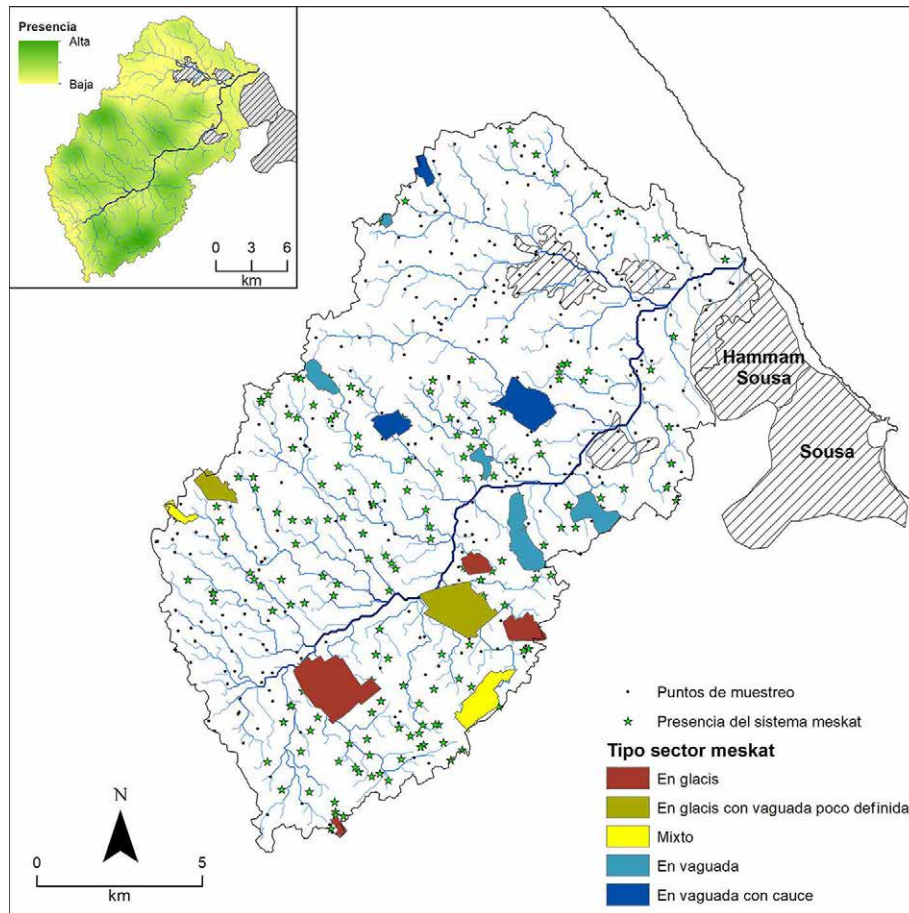 Presencia
Alta
Baja
0 3 6
km
Hammam
Sousa
Sousa
Puntos de muestreo
Presencia del sistema meskat
Tipo sector meskat
En glacis
En glacis con vaguada poco definida
Mixto
En vaguada
En vaguada con cauce
N
0 5
km